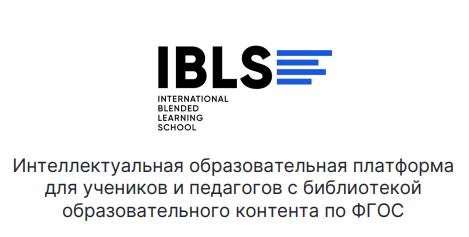 IBLS
INTERNATIONAL
BLENDED
LEARNING
SCHOOL
Интеллектуальная образовательная платформа
для учеников и педагогов с библиотекой
образовательного контента по ФГОС